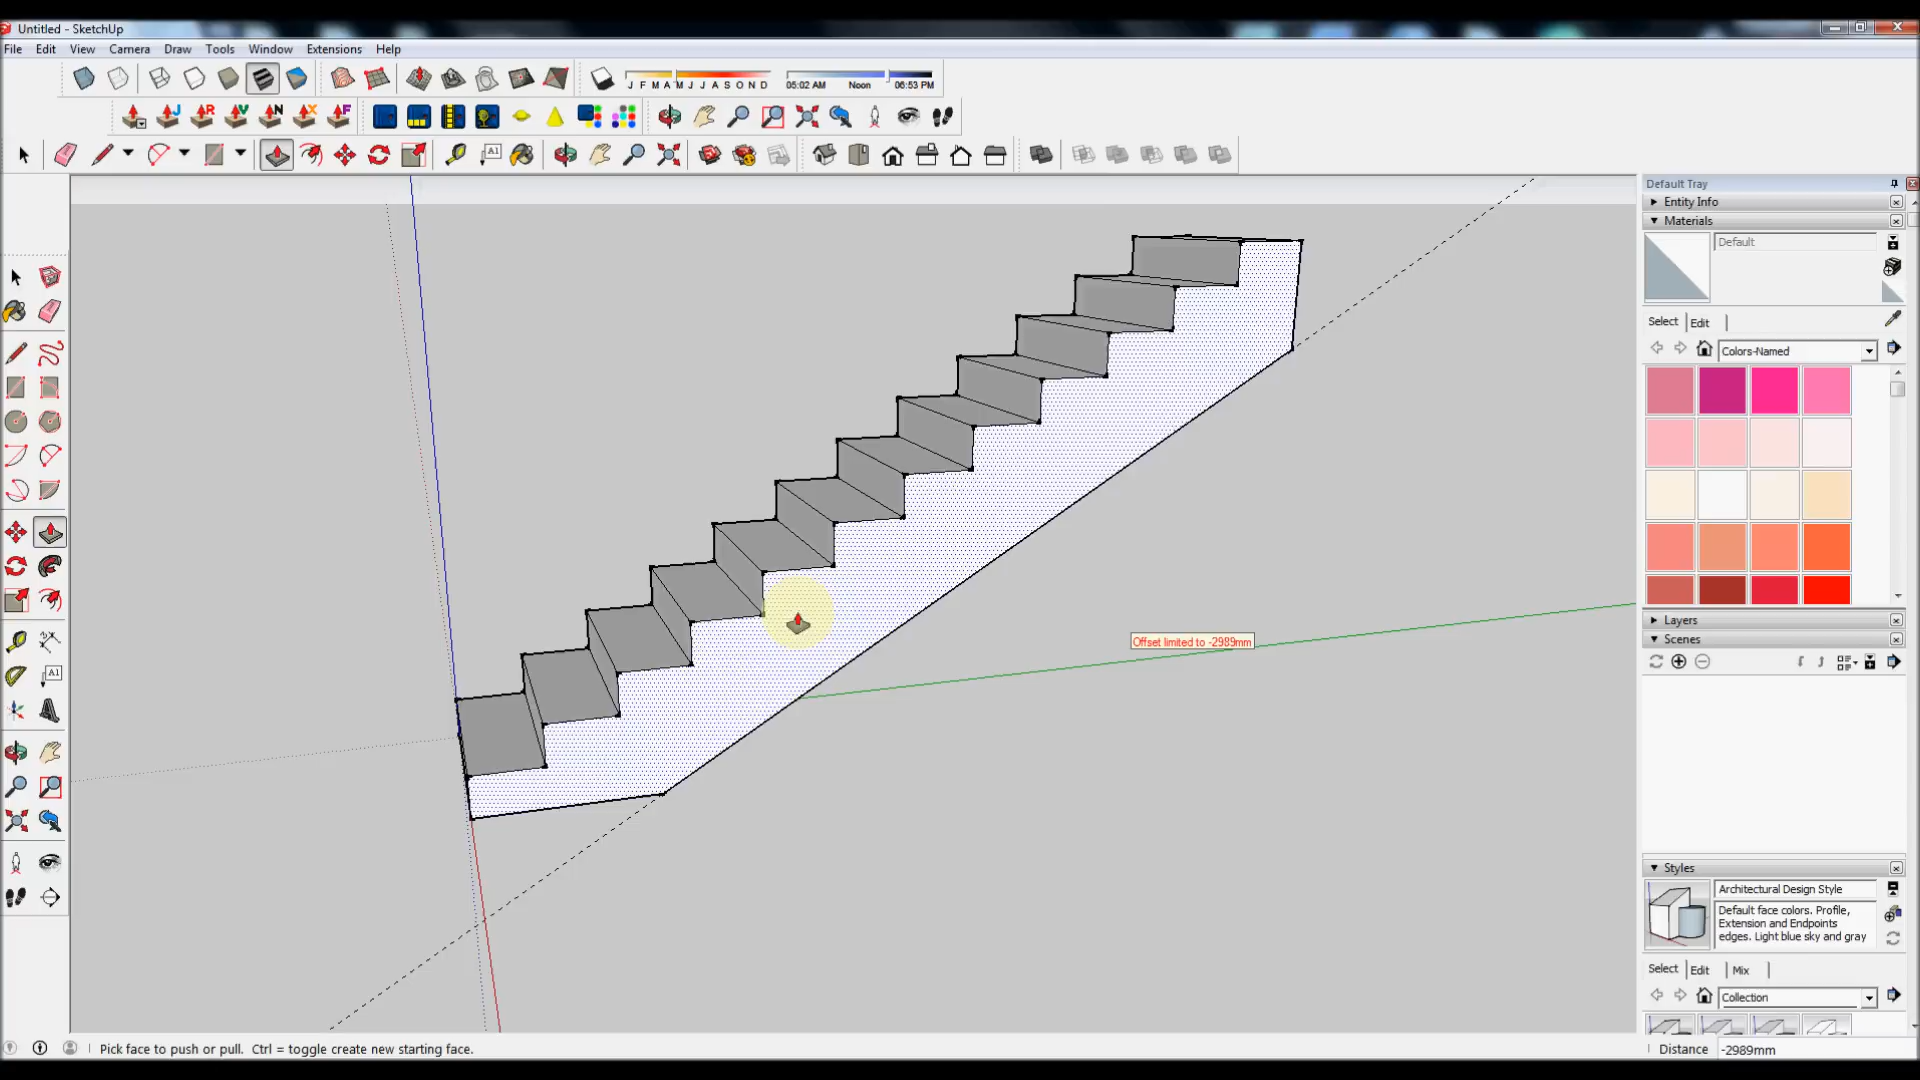 Untitled - SketchUp
File Edit View Camera Draw Tools Window Extensions Help
J F M A M J J A S O N D 05:02 AM Noon 06:53 PM
J R V N X F
A1
Default Tray
Entity Info
Materials
Default
Select Edit
Colors-Named
A1
Offset limited to -2989mm
Layers
Scenes
Styles
Architectural Design Style
Default face colors. Profile,
Extension and Endpoints
edges. Light blue sky and gray
Select Edit Mix
Collection
Pick face to push or pull. Ctrl = toggle create new starting face.
Distance -2989mm